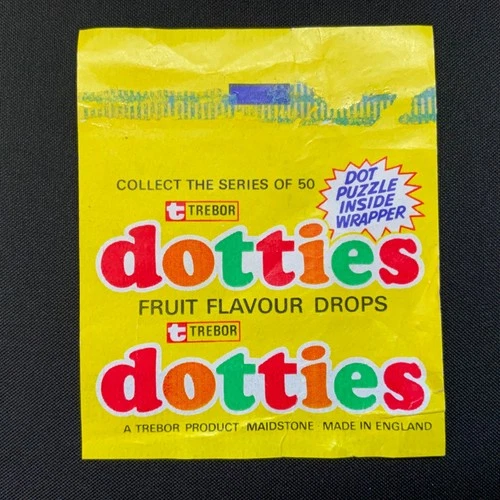 COLLECT THE SERIES OF 50
DOT
PUZZLE
INSIDE
WRAPPER
t TREBOR
dotties
FRUIT FLAVOUR DROPS
t TREBOR
dotties
A TREBOR PRODUCT MAIDSTONE MADE IN ENGLAND